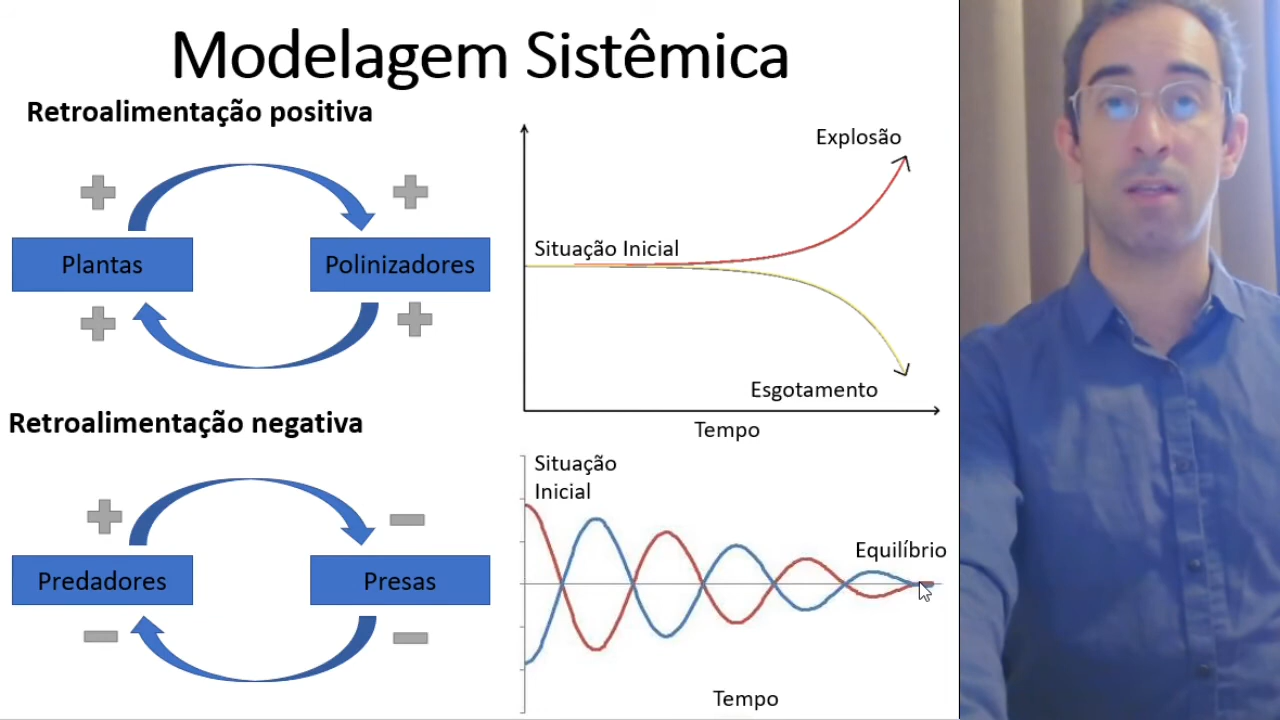 Modelagem Sistêmica
Retroalimentação positiva
Plantas
Polinizadores
Explosão
Situação Inicial
Esgotamento
Tempo
Retroalimentação negativa
Predadores
Presas
Situação
Inicial
Equilíbrio
Tempo